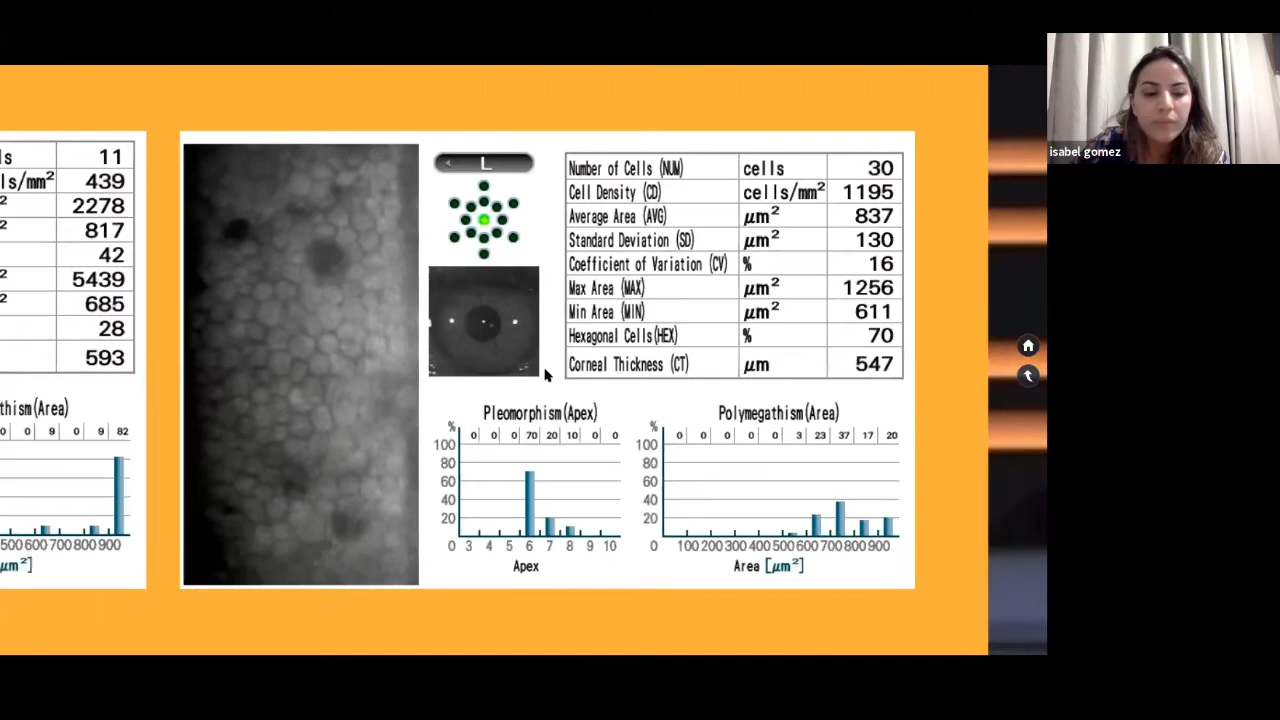 isabel gomez
ls 11
ls/mm² 439
² 2278
² 817
42
² 5439
² 685
28
593
thism(Area)
0 0 9 0 9 82
500 600 700 800 900
[µm²]
L
Number of Cells (NUM) cells 30
Cell Density (CD) cells/mm² 1195
Average Area (AVG) µm² 837
Standard Deviation (SD) µm² 130
Coefficient of Variation (CV) % 16
Max Area (MAX) µm² 1256
Min Area (MIN) µm² 611
Hexagonal Cells(HEX) % 70
Corneal Thickness (CT) µm 547
Pleomorphism(Apex)
% 0 0 0 70 20 10 0 0
100
80
60
40
20
0 3 4 5 6 7 8 9 10
Apex
Polymegathism(Area)
% 0 0 0 0 0 3 23 37 17 20
100
80
60
40
20
0 100 200 300 400 500 600 700 800 900
Area [µm²]